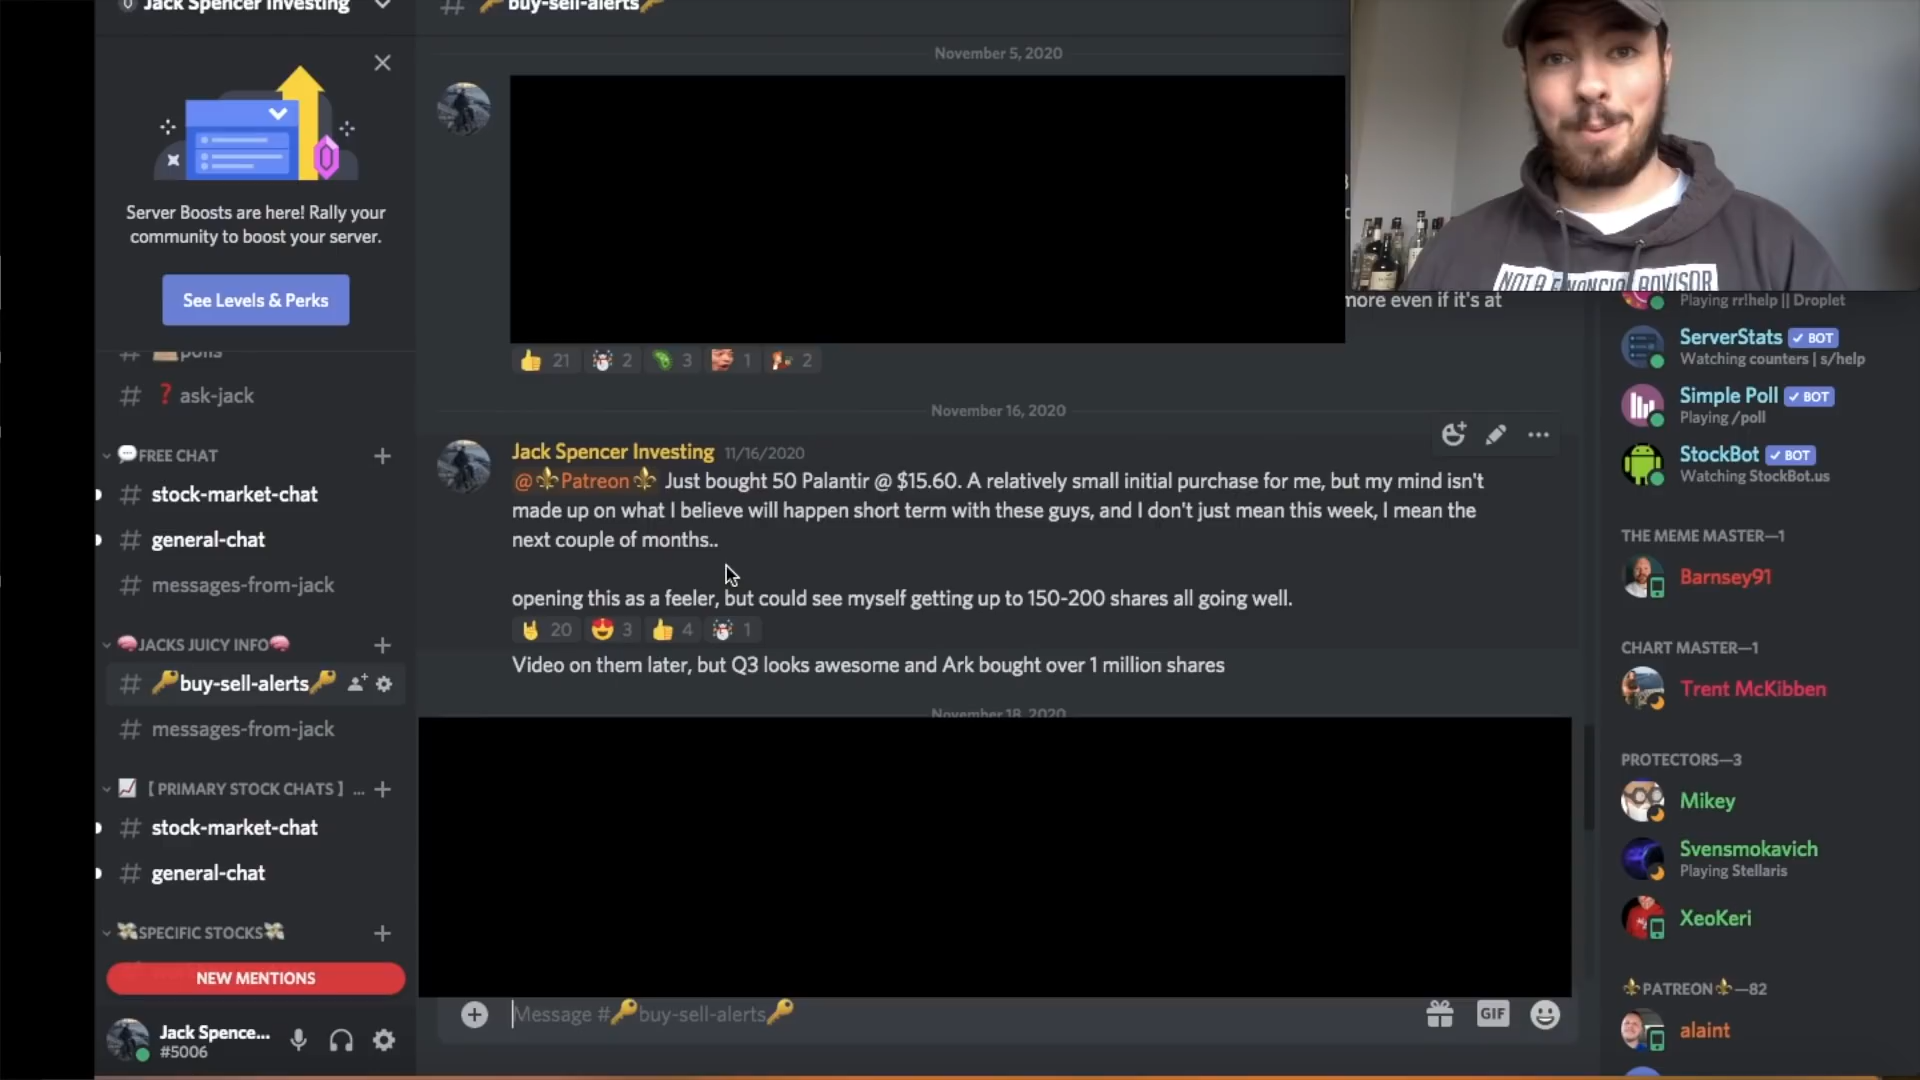 Jack Spencer Investing
# 🔑buy-sell-alerts🔑
Server Boosts are here! Rally your
community to boost your server.
See Levels & Perks
# polls
# ❓ask-jack
💬FREE CHAT
# stock-market-chat
# general-chat
# messages-from-jack
🧠JACKS JUICY INFO🧠
# 🔑buy-sell-alerts🔑
# messages-from-jack
📈 [ PRIMARY STOCK CHATS ] ...
# stock-market-chat
# general-chat
💸SPECIFIC STOCKS💸
NEW MENTIONS
Jack Spence...
#5006
November 5, 2020
more even if it's at
👍 21 ☃️ 2 3 1 2
November 16, 2020
Jack Spencer Investing 11/16/2020
@⚜️Patreon⚜️ Just bought 50 Palantir @ $15.60. A relatively small initial purchase for me, but my mind isn't
made up on what I believe will happen short term with these guys, and I don't just mean this week, I mean the
next couple of months..
opening this as a feeler, but could see myself getting up to 150-200 shares all going well.
🤘 20 😍 3 👍 4 ☃️ 1
Video on them later, but Q3 looks awesome and Ark bought over 1 million shares
November 18, 2020
Message #🔑buy-sell-alerts🔑
GIF
NOT A FINANCIAL ADVISOR
Playing rr!help || Droplet
ServerStats ✓ BOT
Watching counters | s/help
Simple Poll ✓ BOT
Playing /poll
StockBot ✓ BOT
Watching StockBot.us
THE MEME MASTER—1
Barnsey91
CHART MASTER—1
Trent McKibben
PROTECTORS—3
Mikey
Svensmokavich
Playing Stellaris
XeoKeri
⚜️PATREON⚜️—82
alaint